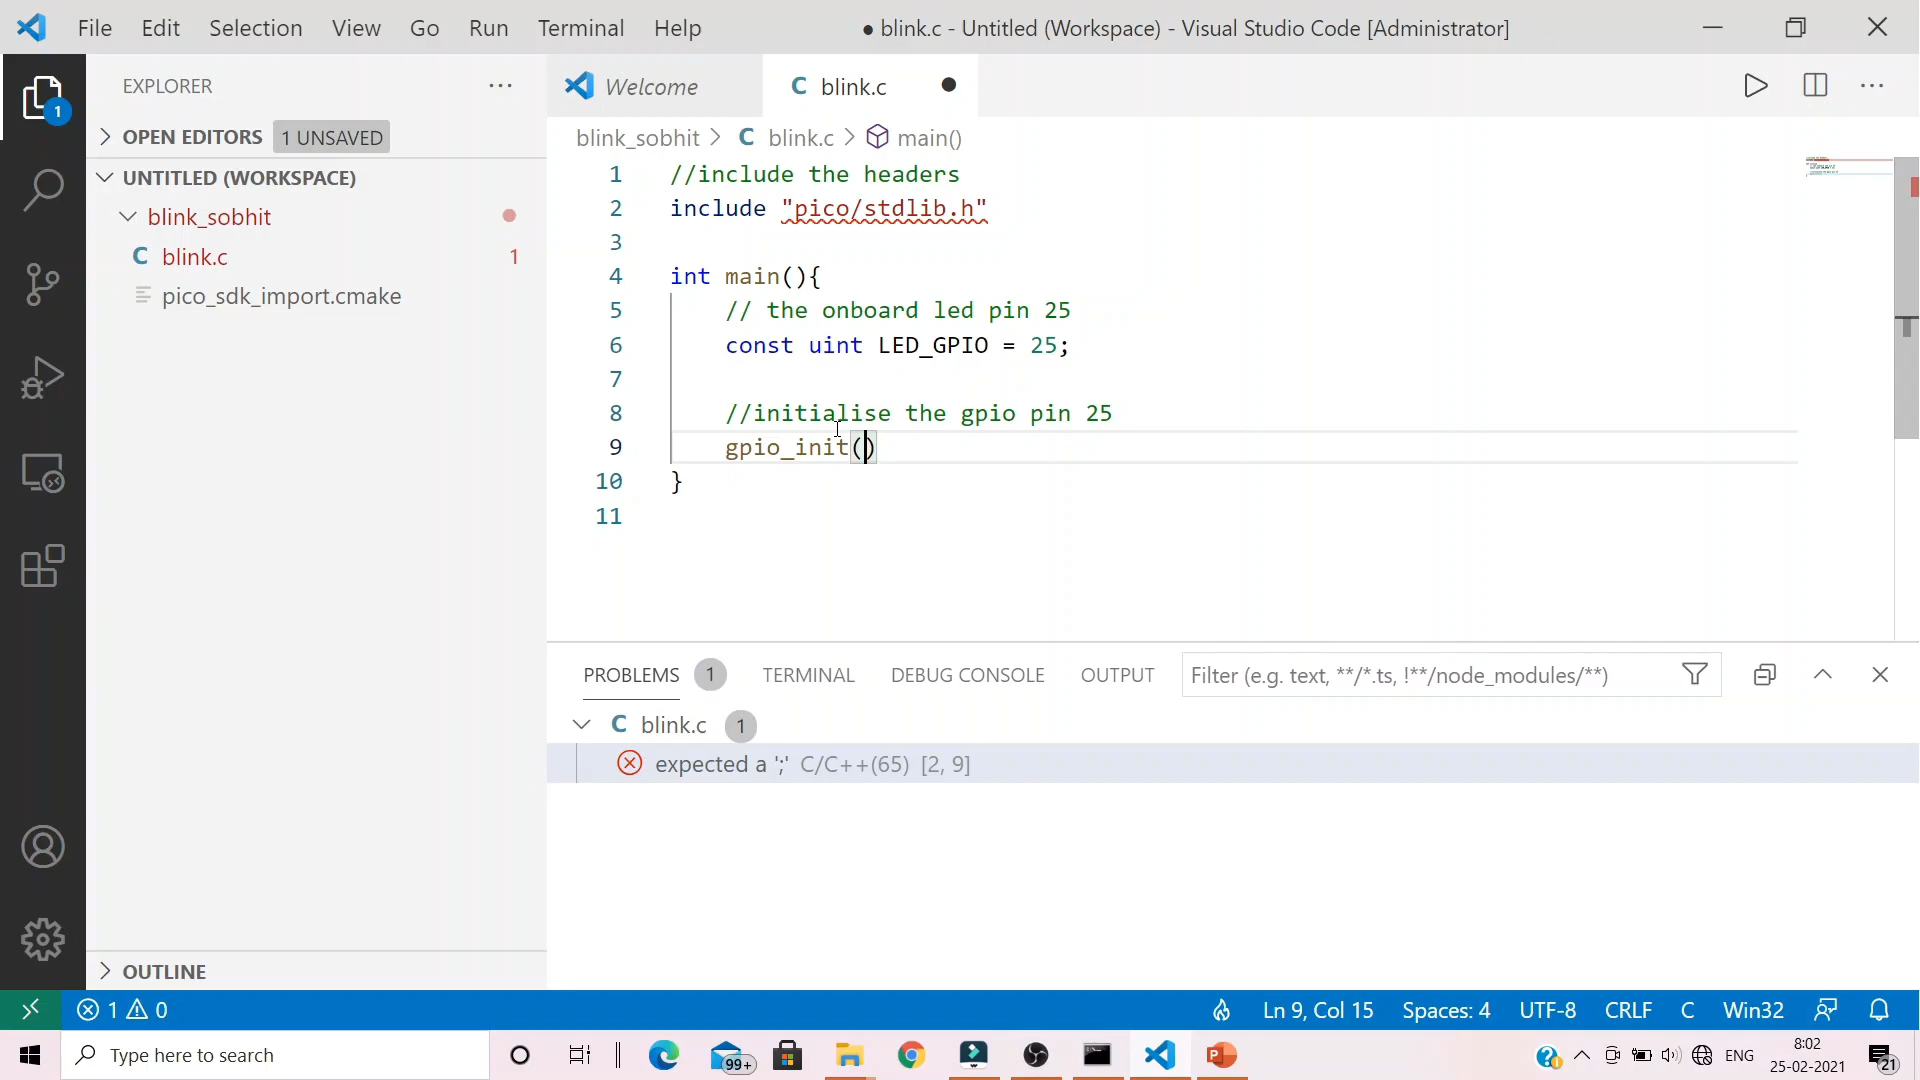 File Edit Selection View Go Run Terminal Help ● blink.c - Untitled (Workspace) - Visual Studio Code [Administrator]
EXPLORER
1
OPEN EDITORS 1 UNSAVED
UNTITLED (WORKSPACE)
blink_sobhit
C blink.c 1
pico_sdk_import.cmake
OUTLINE
Welcome C blink.c
blink_sobhit > C blink.c > main()
1 //include the headers
2 include "pico/stdlib.h"
3
4 int main(){
5 // the onboard led pin 25
6 const uint LED_GPIO = 25;
7
8 //initialise the gpio pin 25
9 gpio_init()
10 }
11
PROBLEMS 1 TERMINAL DEBUG CONSOLE OUTPUT Filter (e.g. text, **/*.ts, !**/node_modules/**)
C blink.c 1
expected a ';' C/C++(65) [2, 9]
1 0 Ln 9, Col 15 Spaces: 4 UTF-8 CRLF C Win32
Type here to search 99+ ENG 8:02
25-02-2021 21